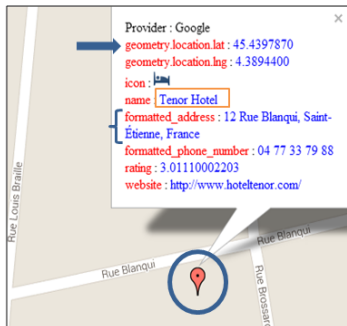 ×
Provider : Google
geometry.location.lat : 45.4397870
geometry.location.lng : 4.3894400
icon :
name : Tenor Hotel
formatted_address : 12 Rue Blanqui, Saint-
Étienne, France
formatted_phone_number : 04 77 33 79 88
rating : 3.01110002203
website : http://www.hoteltenor.com/
Rue Louis Braille
Rue Blanqui
Rue Blanqui
Rue Brossard